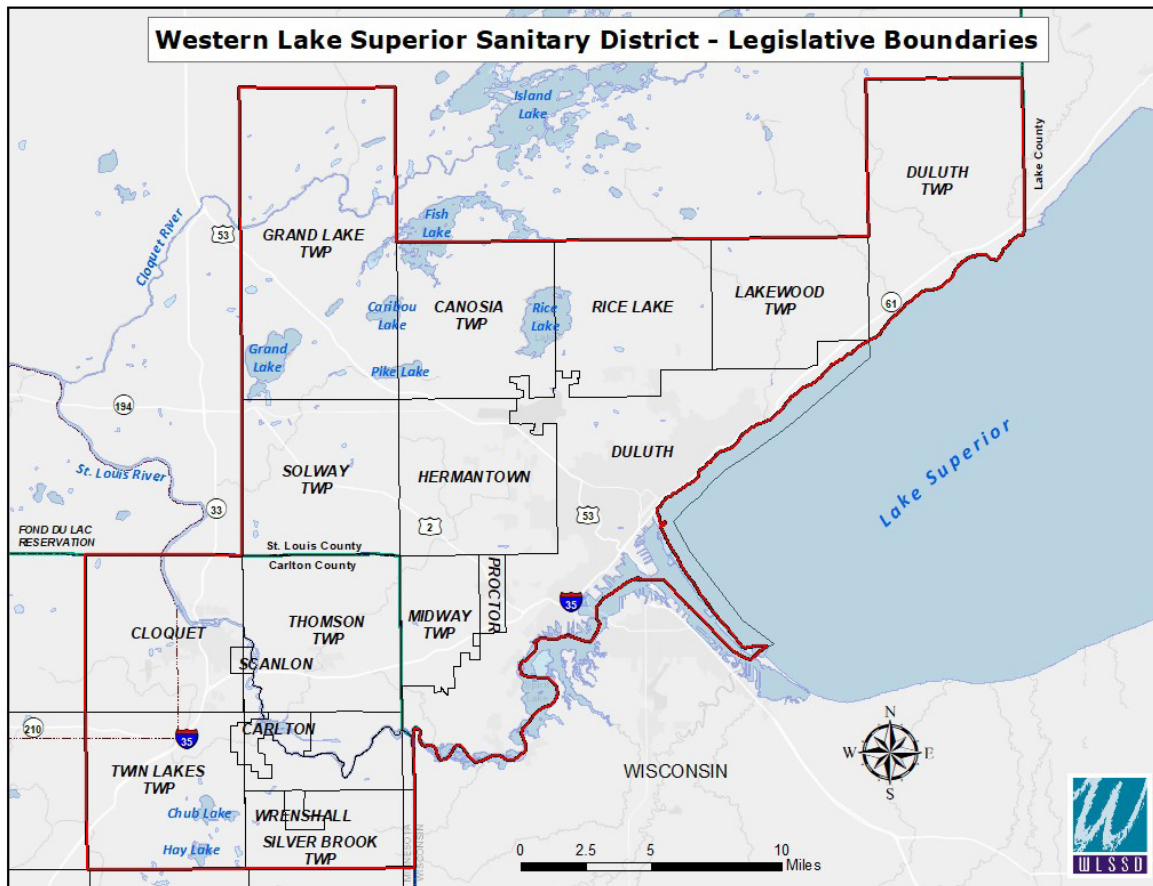 Western Lake Superior Sanitary District - Legislative Boundaries
Island
Lake
Lake County
DULUTH
TWP
Cloquet River
53
Fish
Lake
GRAND LAKE
TWP
61
Caribou
Lake
CANOSIA
TWP
Rice
Lake
RICE LAKE
LAKEWOOD
TWP
Grand
Lake
Pike Lake
194
St. Louis River
SOLWAY
TWP
HERMANTOWN
DULUTH
Lake Superior
33
2
53
FOND DU LAC
RESERVATION
St. Louis County
Carlton County
PROCTOR
35
CLOQUET
THOMSON
TWP
MIDWAY
TWP
SCANLON
210
35
CARLTON
TWIN LAKES
TWP
WISCONSIN
N
W
E
S
Chub Lake
WRENSHALL
Hay Lake
SILVER BROOK
TWP
MINNESOTA
WISCONSIN
0 2.5 5 10
Miles
WLSSD